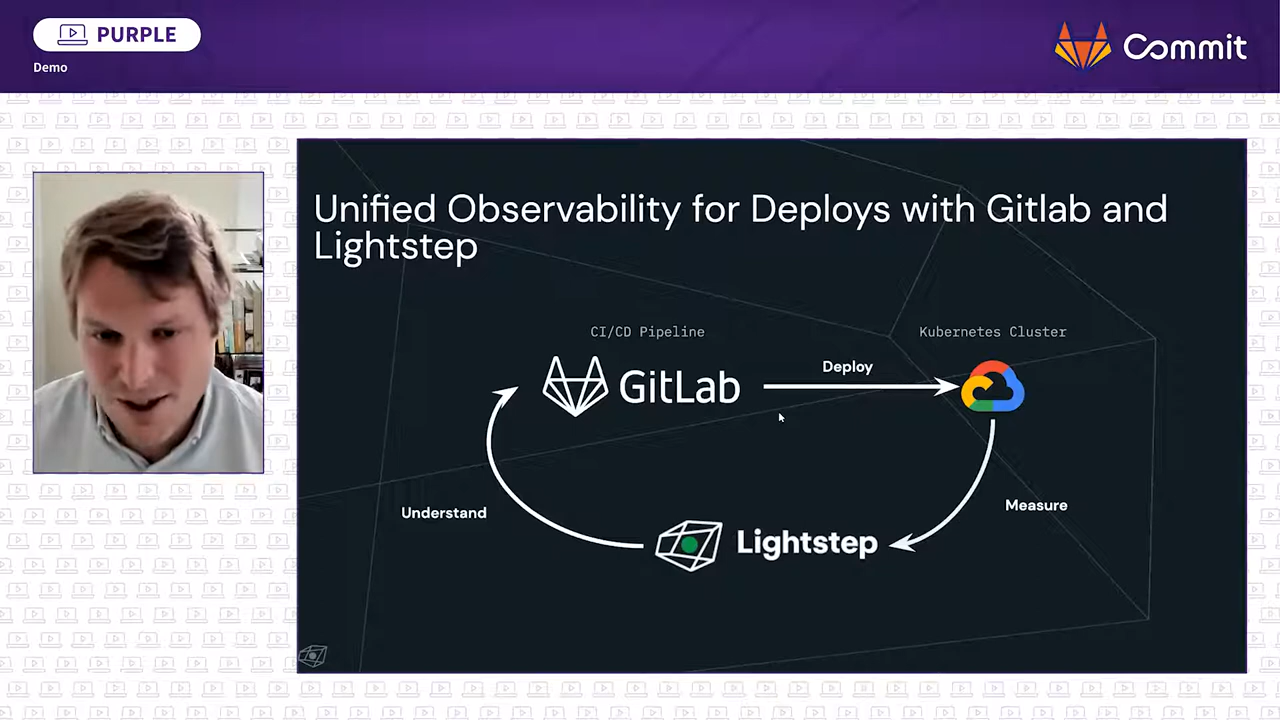 PURPLE
Demo
Commit
Unified Observability for Deploys with Gitlab and
Lightstep
CI/CD Pipeline
Kubernetes Cluster
GitLab
Deploy
Understand
Measure
Lightstep